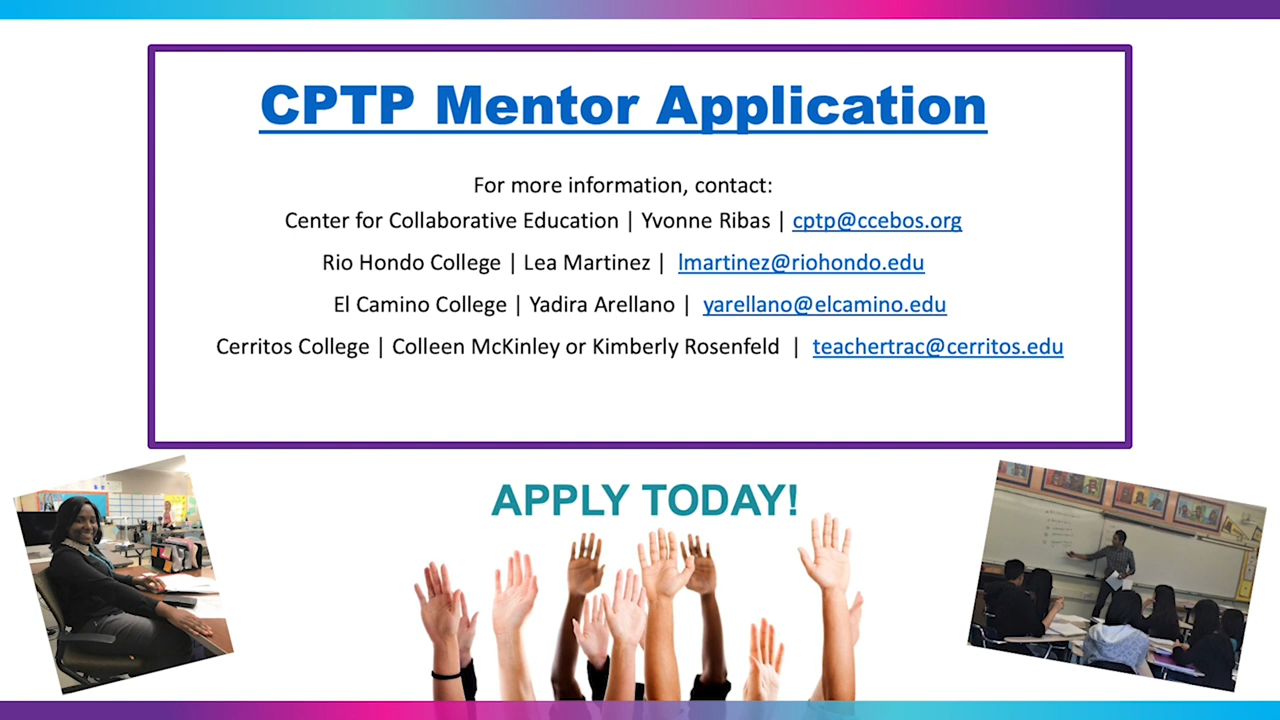 CPTP Mentor Application
For more information, contact:
Center for Collaborative Education | Yvonne Ribas | cptp@ccebos.org
Rio Hondo College | Lea Martinez | lmartinez@riohondo.edu
El Camino College | Yadira Arellano | yarellano@elcamino.edu
Cerritos College | Colleen McKinley or Kimberly Rosenfeld | teachertrac@cerritos.edu
APPLY TODAY!